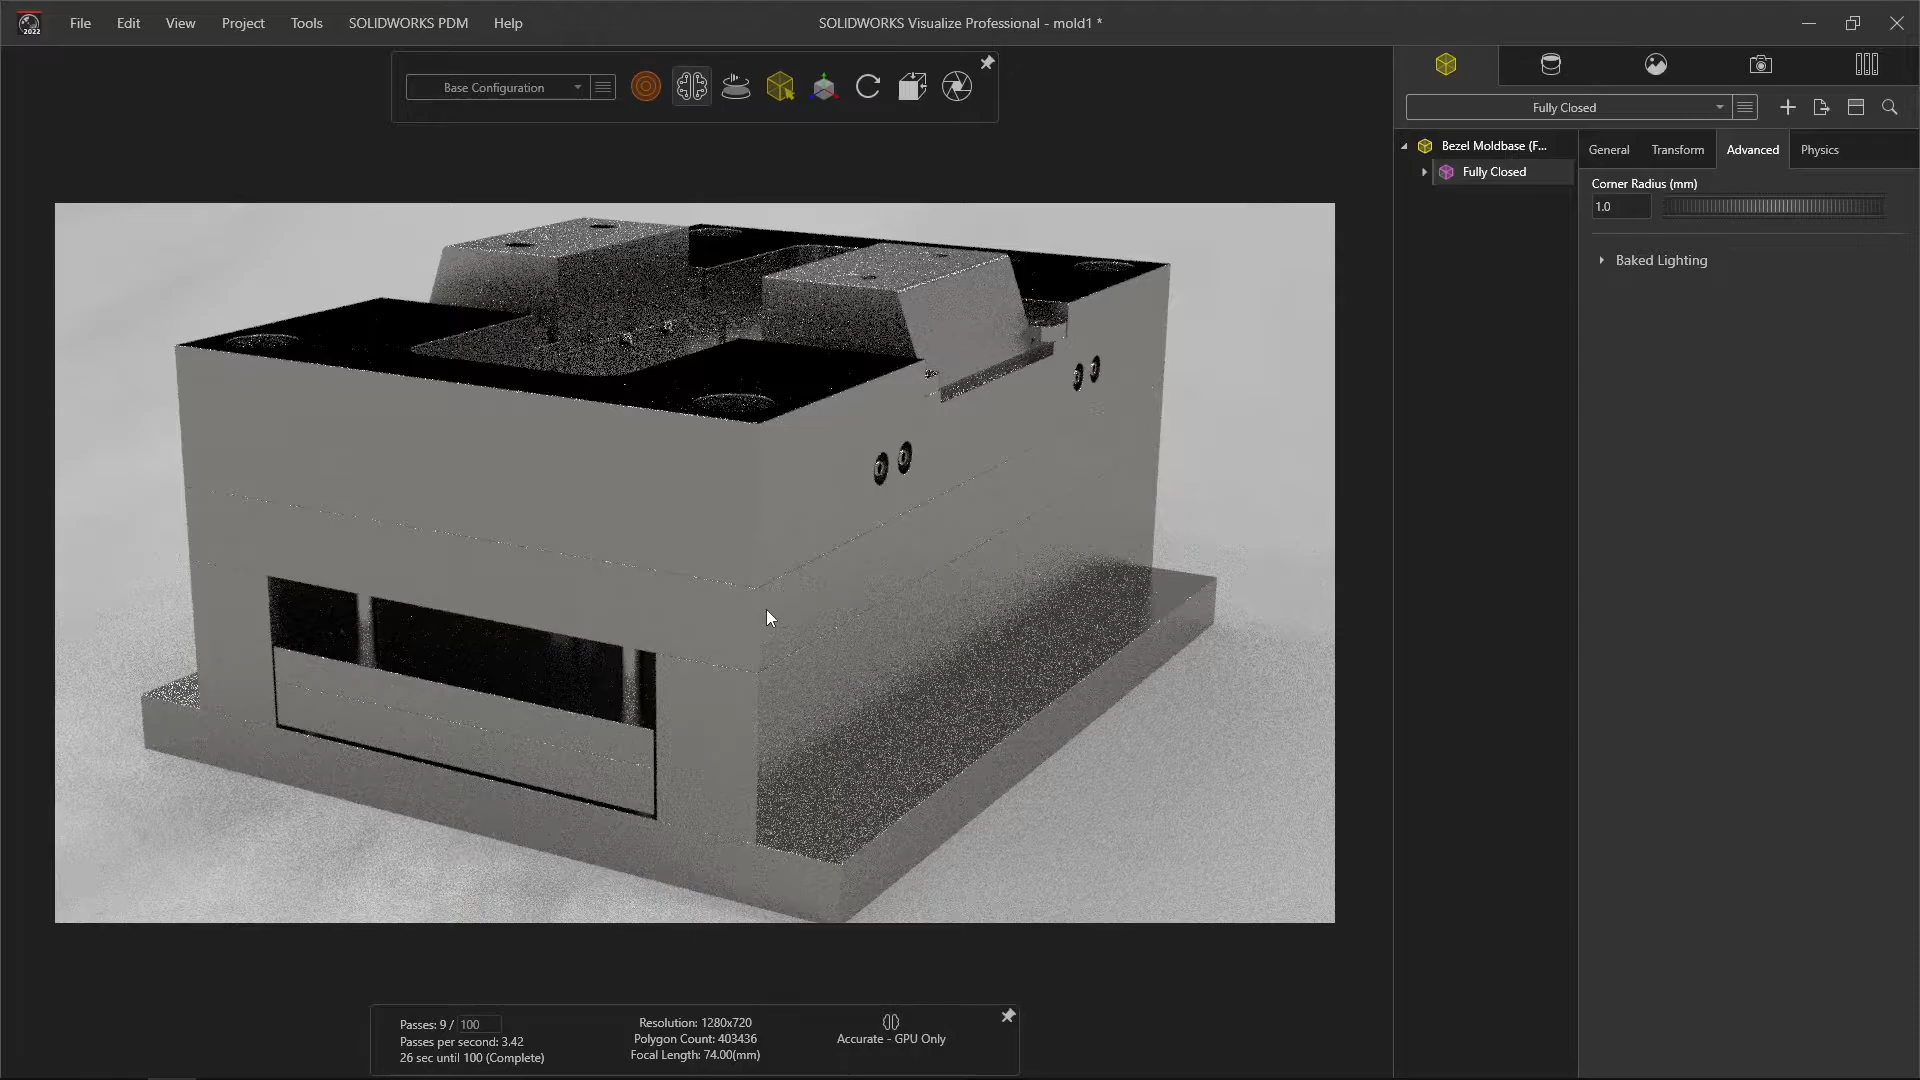 2022
File Edit View Project Tools SOLIDWORKS PDM Help
SOLIDWORKS Visualize Professional - mold1 *
Base Configuration
Fully Closed
Bezel Moldbase (F...
Fully Closed
General Transform Advanced Physics
Corner Radius (mm)
1.0
Baked Lighting
Passes: 9 / 100
Passes per second: 3.42
26 sec until 100 (Complete)
Resolution: 1280x720
Polygon Count: 403436
Focal Length: 74.00(mm)
Accurate - GPU Only